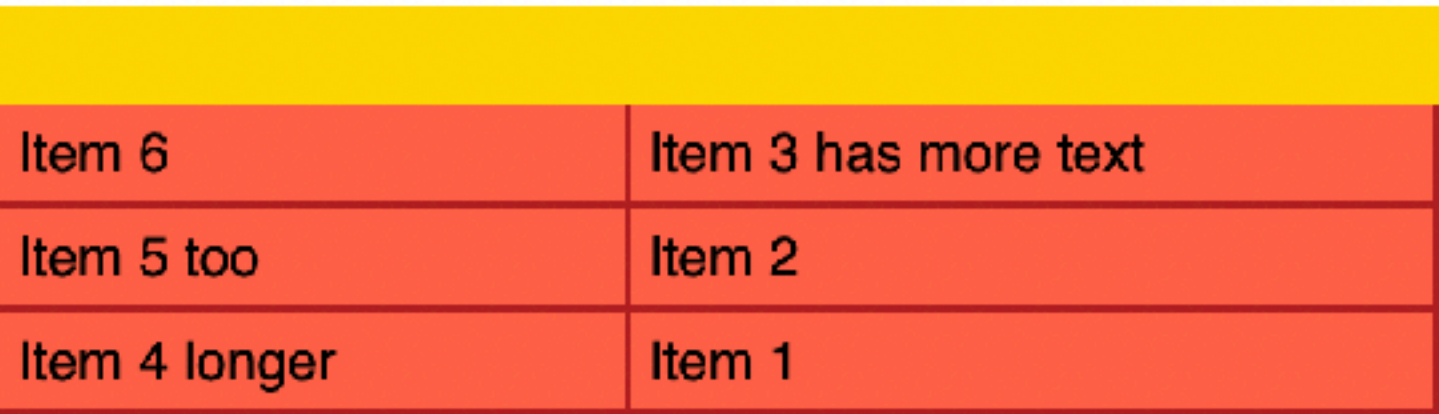 Item 6
Item 3 has more text
Item 5 too
Item 2
Item 4 longer
Item 1